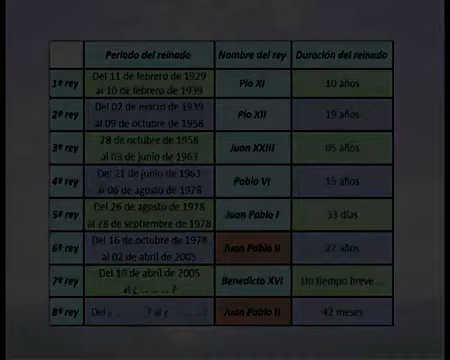 Periodo del reinado Nombre del rey Duración del reinado
1º rey Del 11 de febrero de 1929 al 10 de febrero de 1939 Pio XI 10 años
2º rey Del 02 de marzo de 1939 al 09 de octubre de 1958 Pio XII 19 años
3º rey 28 de octubre de 1958 al 03 de junio de 1963 Juan XXIII 05 años
4º rey Del 21 de junio de 1963 al 06 de agosto de 1978 Pablo VI 15 años
5º rey Del 26 de agosto de 1978 al 28 de septiembre de 1978 Juan Pablo I 33 días
6º rey Del 16 de octubre de 1978 al 02 de abril de 2005 Juan Pablo II 27 años
7º rey Del 19 de abril de 2005 al ¿........? Benedicto XVI Un tiempo breve...
8º rey Del ¿........? al ¿........? Juan Pablo II 42 meses